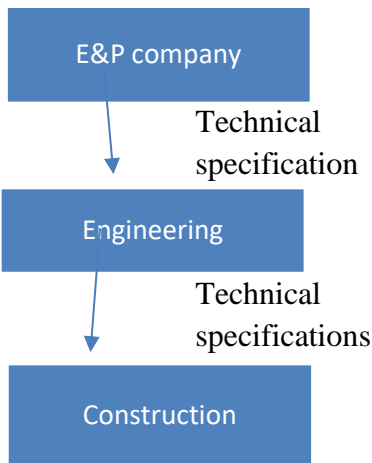 E&P company
Technical
specification
Engineering
Technical
specifications
Construction